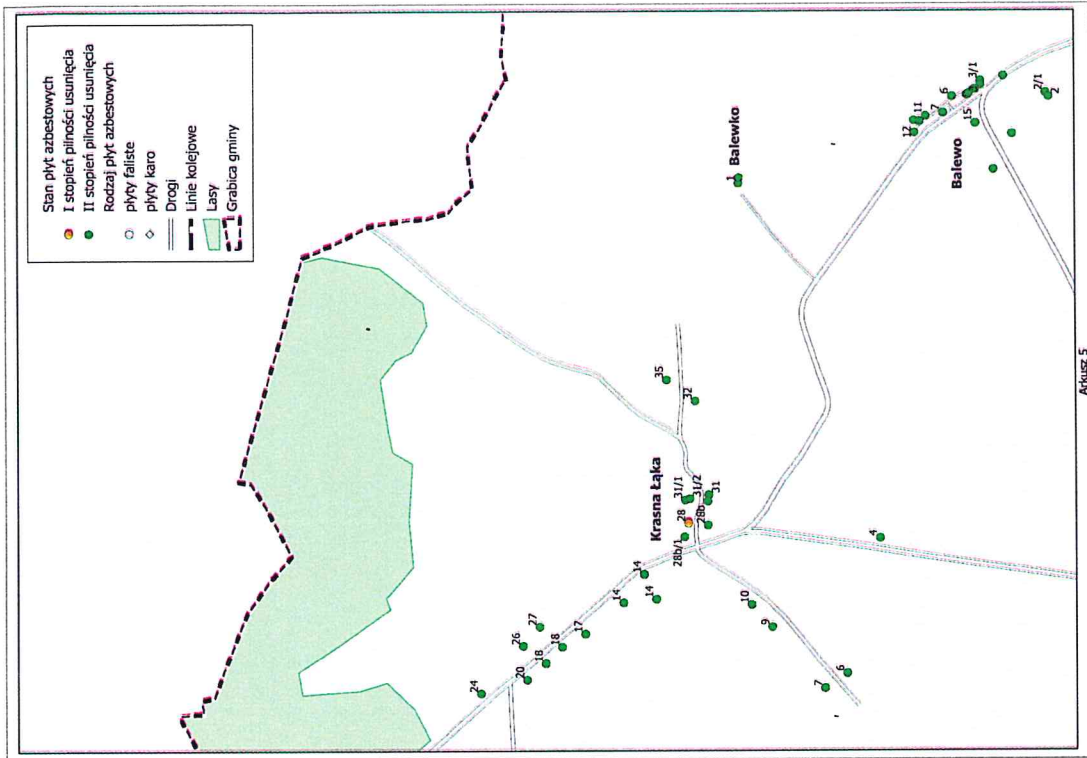 Stan płyt azbestowych
I stopień pilności usunięcia
II stopień pilności usunięcia
Rodzaj płyt azbestowych
płyty faliste
płyty karo
Drogi
Linie kolejowe
Lasy
Grabica gminy
24
20
26
27
18
18
17
14
14
14
Krasna Łąka
28b/1
28
31/1
31/2
28b
31
32
35
10
9
7
6
4
1
Balewko
12
11
7
6
3/1
15
2/1
2
Balewo
Arkusz 5